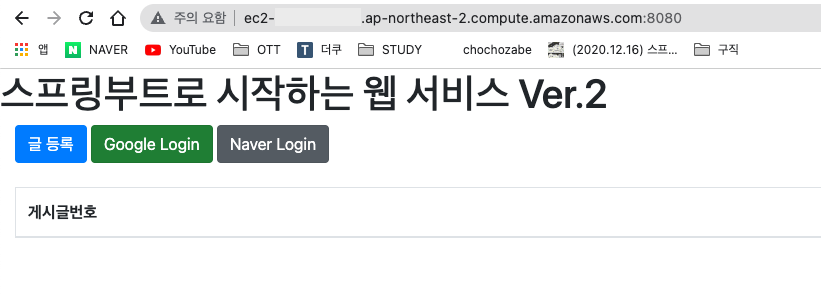 주의 요함 ec2- .ap-northeast-2.compute.amazonaws.com:8080
앱 NAVER YouTube OTT 더쿠 STUDY chochozabe (2020.12.16) 스프... 구직
스프링부트로 시작하는 웹 서비스 Ver.2
글 등록 Google Login Naver Login
게시글번호